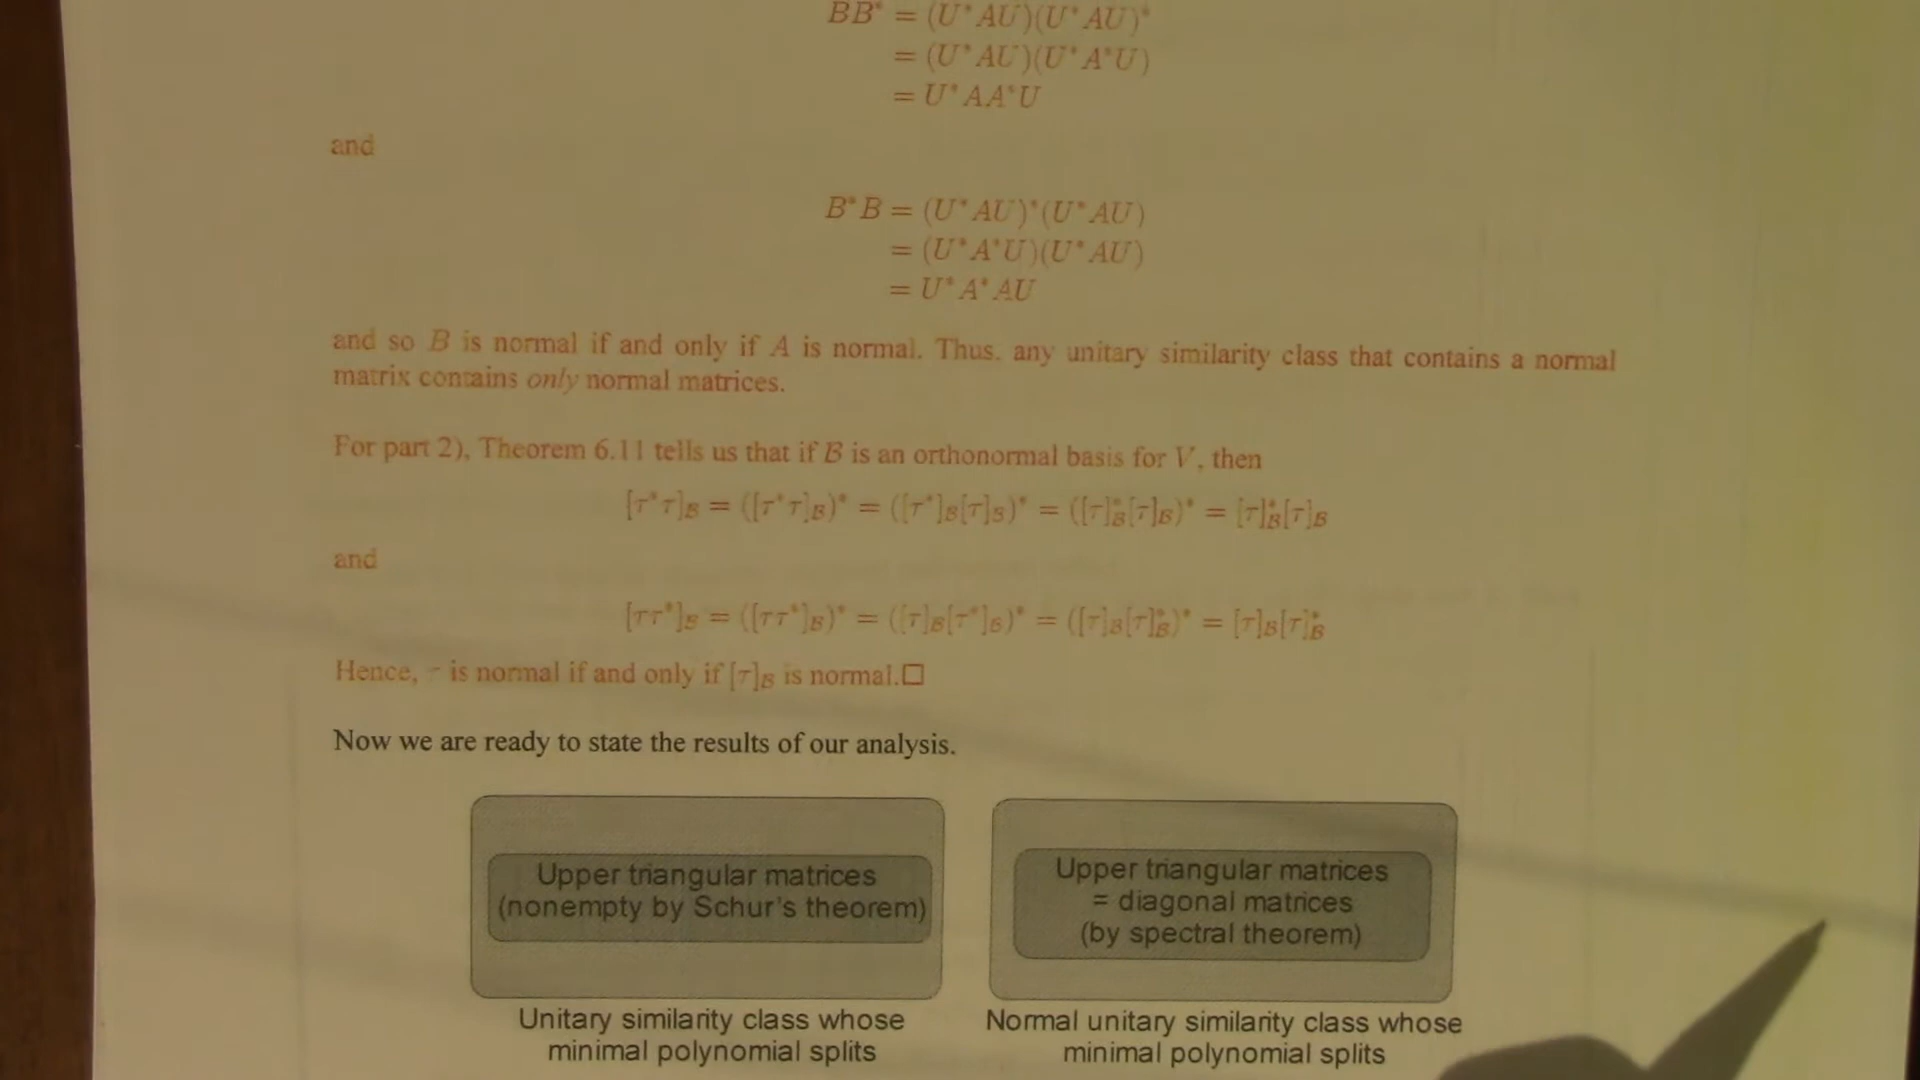 BB* = (U*AU)(U*AU)*
= (U*AU)(U*A*U)
= U*AA*U
and
B*B = (U*AU)*(U*AU)
= (U*A*U)(U*AU)
= U*A*AU
and so B is normal if and only if A is normal. Thus, any unitary similarity class that contains a normal
matrix contains only normal matrices.
For part 2), Theorem 6.11 tells us that if ℬ is an orthonormal basis for V, then
[τ*τ]ℬ = ([τ*τ]ℬ)* = ([τ*]ℬ[τ]ℬ)* = ([τ]*ℬ[τ]ℬ)* = [τ]*ℬ[τ]ℬ
and
[ττ*]ℬ = ([ττ*]ℬ)* = ([τ]ℬ[τ*]ℬ)* = ([τ]ℬ[τ]*ℬ)* = [τ]ℬ[τ]*ℬ
Hence, τ is normal if and only if [τ]ℬ is normal.□
Now we are ready to state the results of our analysis.
Upper triangular matrices
(nonempty by Schur's theorem)
Unitary similarity class whose
minimal polynomial splits
Upper triangular matrices
= diagonal matrices
(by spectral theorem)
Normal unitary similarity class whose
minimal polynomial splits